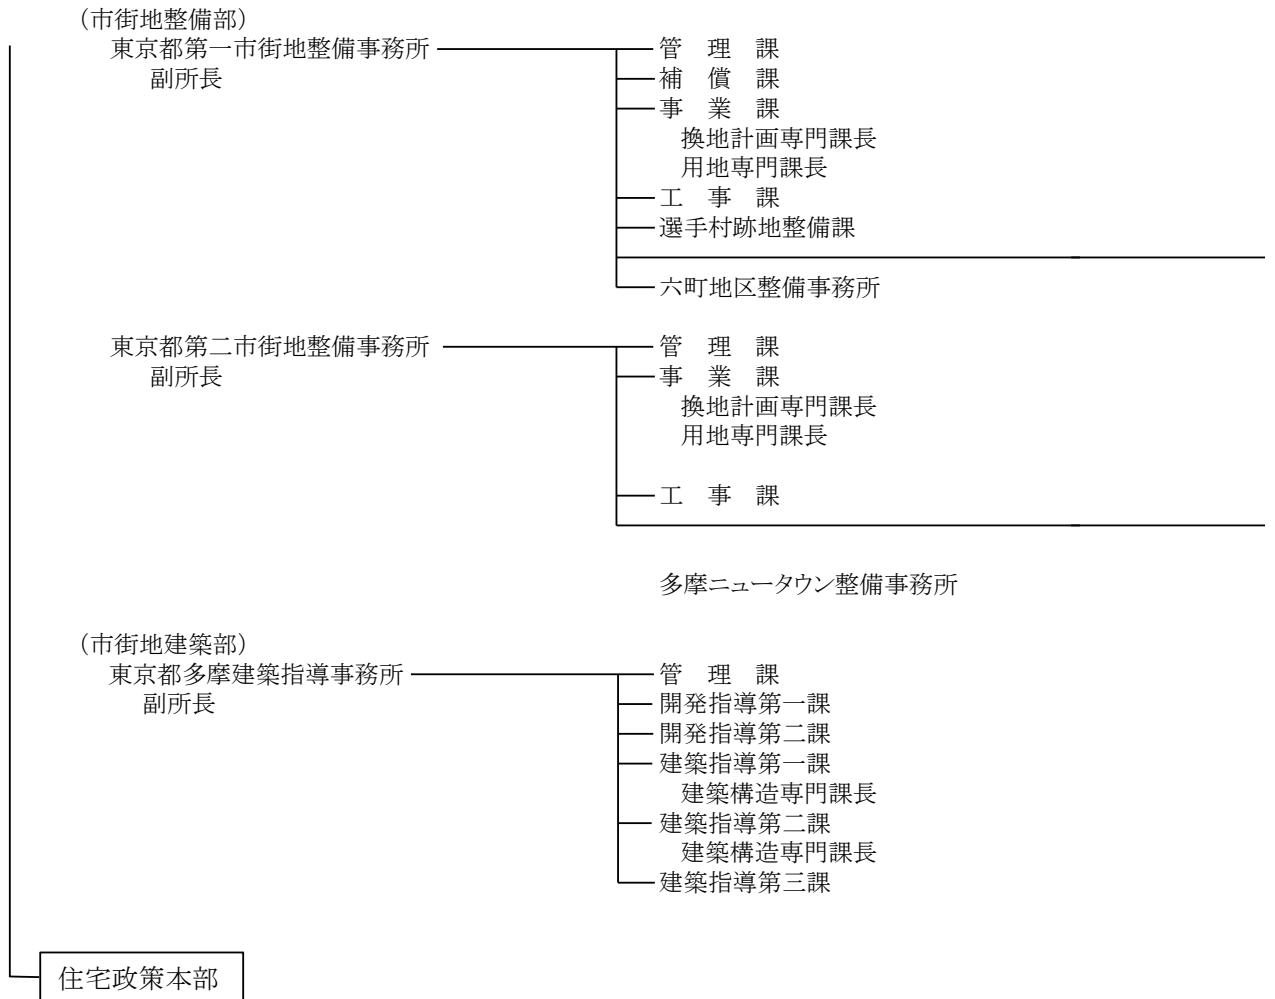 （市街地整備部）
東京都第一市街地整備事務所
管　理　課
副所長
補　償　課
事　業　課
換地計画専門課長
用地専門課長
工　事　課
選手村跡地整備課
六町地区整備事務所
東京都第二市街地整備事務所
管　理　課
副所長
事　業　課
換地計画専門課長
用地専門課長
工　事　課
多摩ニュータウン整備事務所
（市街地建築部）
東京都多摩建築指導事務所
管　理　課
副所長
開発指導第一課
開発指導第二課
建築指導第一課
建築構造専門課長
建築指導第二課
建築構造専門課長
建築指導第三課
住宅政策本部